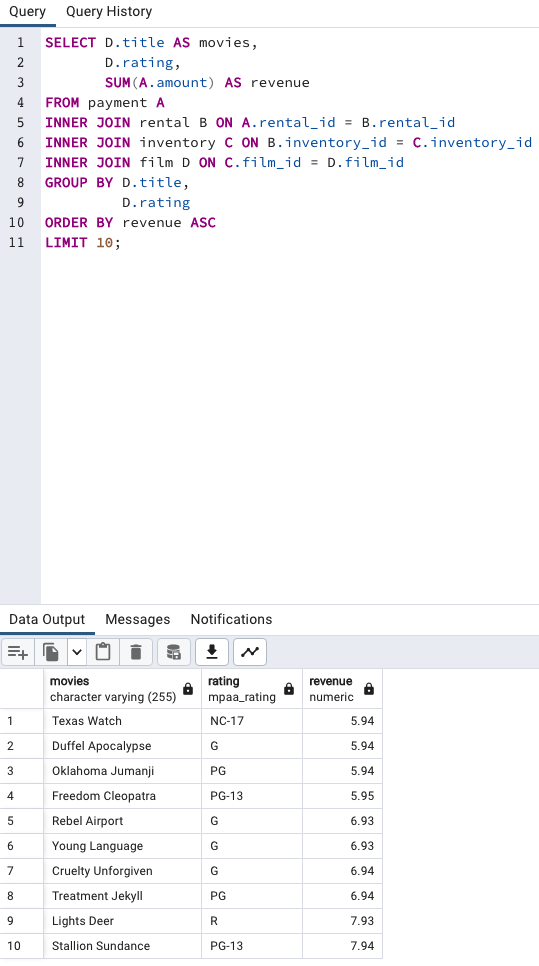 Query Query History
1 SELECT D.title AS movies,
2 D.rating,
3 SUM(A.amount) AS revenue
4 FROM payment A
5 INNER JOIN rental B ON A.rental_id = B.rental_id
6 INNER JOIN inventory C ON B.inventory_id = C.inventory_id
7 INNER JOIN film D ON C.film_id = D.film_id
8 GROUP BY D.title,
9 D.rating
10 ORDER BY revenue ASC
11 LIMIT 10;
Data Output Messages Notifications
movies rating revenue
character varying (255) mpaa_rating numeric
1 Texas Watch NC-17 5.94
2 Duffel Apocalypse G 5.94
3 Oklahoma Jumanji PG 5.94
4 Freedom Cleopatra PG-13 5.95
5 Rebel Airport G 6.93
6 Young Language G 6.93
7 Cruelty Unforgiven G 6.94
8 Treatment Jekyll PG 6.94
9 Lights Deer R 7.93
10 Stallion Sundance PG-13 7.94